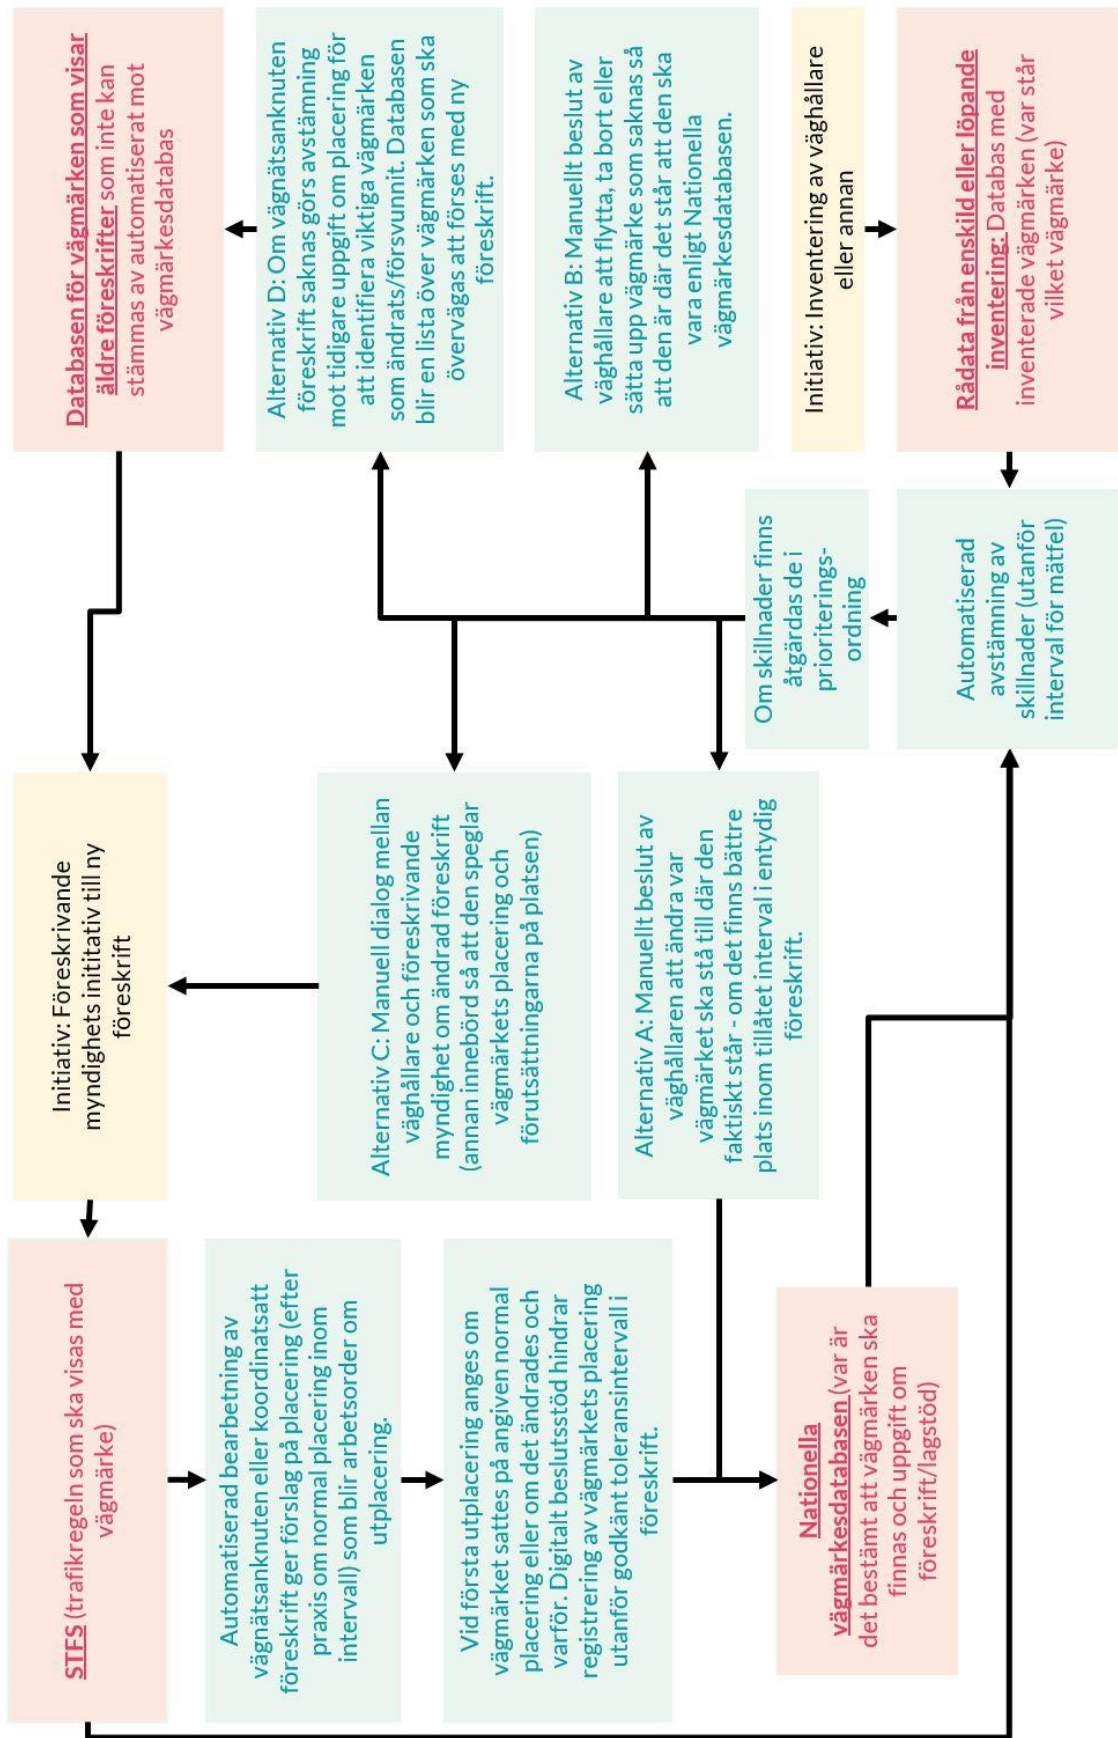 STFS (trafikregeln som ska visas med
vägmärke)
Automatiserad bearbetning av
vägnätsanknuten eller koordinatsatt
föreskrift ger förslag på placering (efter
praxis om normal placering inom
intervall) som blir arbetsorder om
utplacering.
Vid första utplacering anges om
vägmärket sattes på angiven normal
placering eller om det ändrades och
varför. Digitalt beslutsstöd hindrar
registrering av vägmärkets placering
utanför godkänt toleransintervall i
föreskrift.
Nationella
vägmärkesdatabasen (var är
det bestämt att vägmärken ska
finnas och uppgift om
föreskrift/lagstöd)
Initiativ: Föreskrivande
myndighets inititativ till ny
föreskrift
Alternativ C: Manuell dialog mellan
väghållare och föreskrivande
myndighet om ändrad föreskrift
(annan innebörd så att den speglar
vägmärkets placering och
förutsättningarna på platsen)
Alternativ A: Manuellt beslut av
väghållaren att ändra var
vägmärket ska stå till där den
faktiskt står - om det finns bättre
plats inom tillåtet interval i entydig
föreskrift.
Om skillnader finns
åtgärdas de i
prioriterings-
ordning
Automatiserad
avstämning av
skillnader (utanför
interval för mätfel)
Databasen för vägmärken som visar
äldre föreskrifter som inte kan
stämmas av automatiserat mot
vägmärkesdatabas
Alternativ D: Om vägnätsanknuten
föreskrift saknas görs avstämning
mot tidigare uppgift om placering för
att identifiera viktiga vägmärken
som ändrats/försvunnit. Databasen
blir en lista över vägmärken som ska
övervägas att förses med ny
föreskrift.
Alternativ B: Manuellt beslut av
väghållare att flytta, ta bort eller
sätta upp vägmärke som saknas så
att den är där det står att den ska
vara enligt Nationella
vägmärkesdatabasen.
Initiativ: Inventering av väghållare
eller annan
Rådata från enskild eller löpande
inventering: Databas med
inventerade vägmärken (var står
vilket vägmärke)